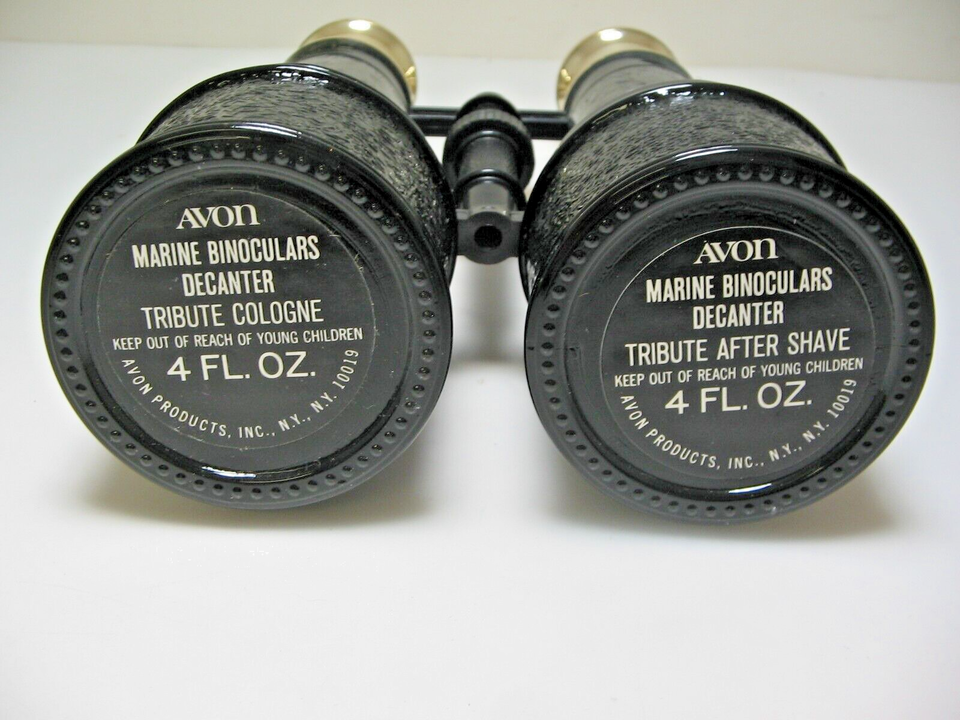 AVON
MARINE BINOCULARS
DECANTER
TRIBUTE COLOGNE
KEEP OUT OF REACH OF YOUNG CHILDREN
4 FL. OZ.
AVON PRODUCTS, INC., N.Y., N.Y. 10019
AVON
MARINE BINOCULARS
DECANTER
TRIBUTE AFTER SHAVE
KEEP OUT OF REACH OF YOUNG CHILDREN
4 FL. OZ.
AVON PRODUCTS, INC., N.Y., N.Y. 10019